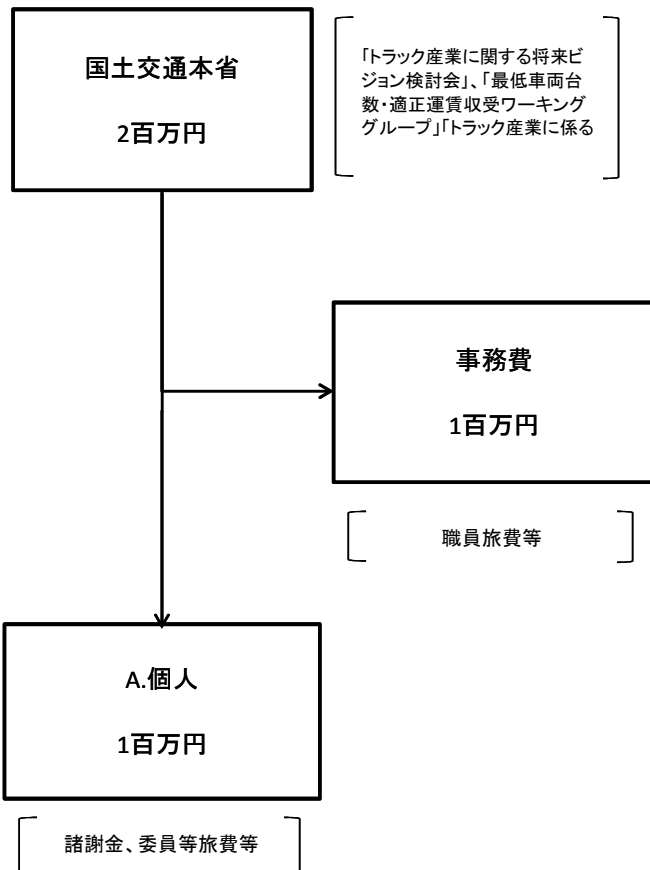 国土交通本省
2百万円
「トラック産業に関する将来ビ
ジョン検討会」、「最低車両台
数・適正運賃収受ワーキング
グループ」「トラック産業に係る
事務費
1百万円
職員旅費等
A.個人
1百万円
諸謝金、委員等旅費等